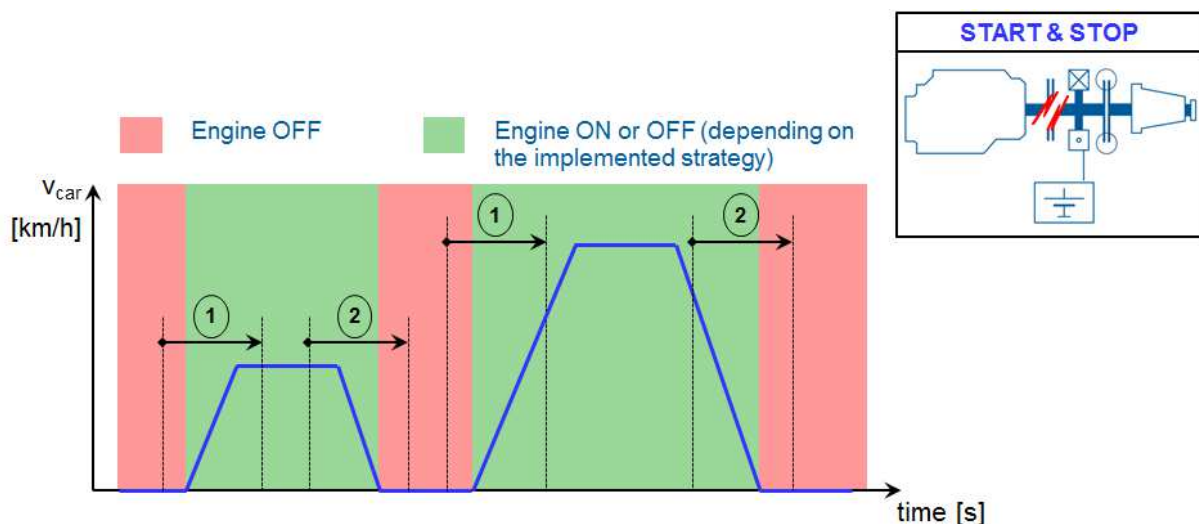 START & STOP
Engine OFF
Engine ON or OFF (depending on
the implemented strategy)
vcar
[km/h]
1
2
1
2
time [s]